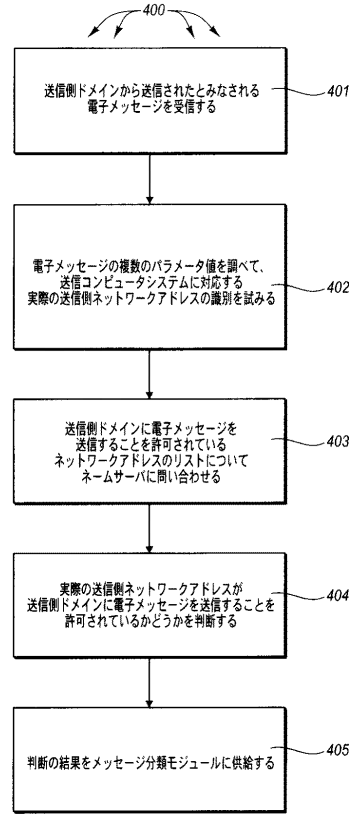 400
送信側ドメインから送信されたとみなされる
電子メッセージを受信する
401
電子メッセージの複数のパラメータ値を調べて、
送信コンピュータシステムに対応する
実際の送信側ネットワークアドレスの識別を試みる
402
送信側ドメインに電子メッセージを
送信することを許可されている
ネットワークアドレスのリストについて
ネームサーバに問い合わせる
403
実際の送信側ネットワークアドレスが
送信側ドメインに電子メッセージを送信することを
許可されているかどうかを判断する
404
判断の結果をメッセージ分類モジュールに供給する
405